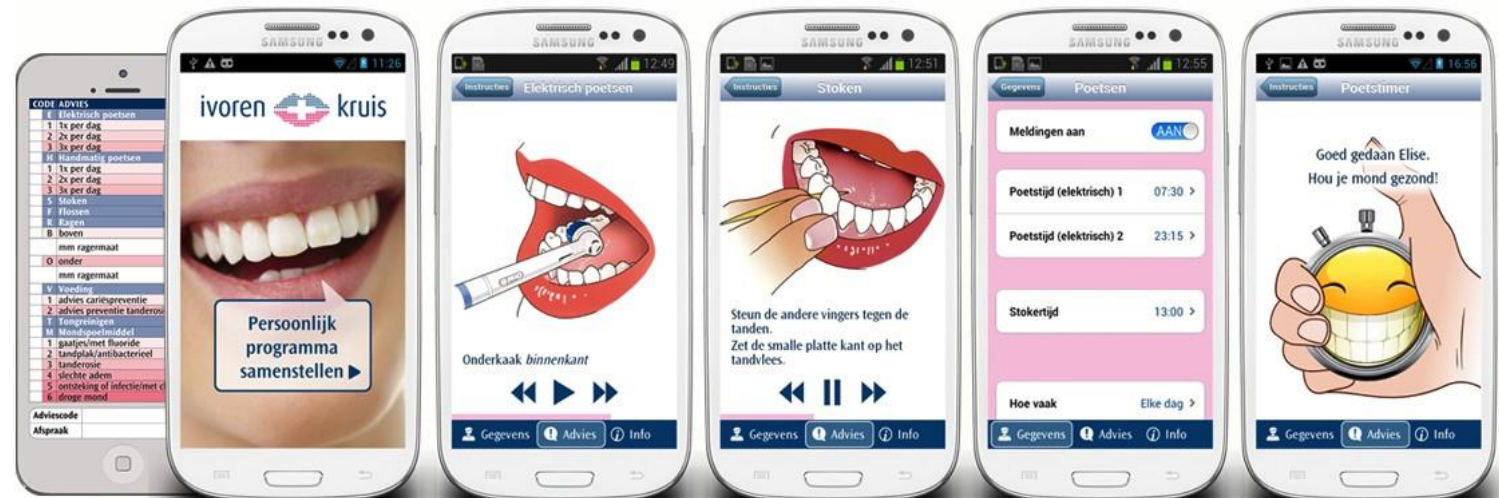 CODE ADVIES
E Elektrisch poetsen
1 1x per dag
2 2x per dag
3 3x per dag
H Handmatig poetsen
1 1x per dag
2 2x per dag
3 3x per dag
S Stoken
F Flossen
R Ragen
B boven
mm ragermaat
O onder
mm ragermaat
V Voeding
1 advies cariëspreventie
2 advies preventie tanderosi
T Tongreinigen
M Mondspoelmiddel
1 gaatjes/met fluoride
2 tandplak/antibacterieel
3 tanderosie
4 slechte adem
5 ontsteking of infectie/met c
6 droge mond
Adviescode
Afspraak
SAMSUNG
11:26
ivoren kruis
Persoonlijk
programma
samenstellen
SAMSUNG
12:49
Instructies Elektrisch poetsen
Onderkaak binnenkant
Gegevens Advies Info
SAMSUNG
12:51
Instructies Stoken
Steun de andere vingers tegen de
tanden.
Zet de smalle platte kant op het
tandvlees.
Gegevens Advies Info
SAMSUNG
12:55
Gegevens Poetsen
Meldingen aan AAN
Poetstijd (elektrisch) 1 07:30 >
Poetstijd (elektrisch) 2 23:15 >
Stokertijd 13:00 >
Hoe vaak Elke dag >
Gegevens Advies Info
SAMSUNG
16:56
Instructies Poetstimer
Goed gedaan Elise.
Hou je mond gezond!
Gegevens Advies Info